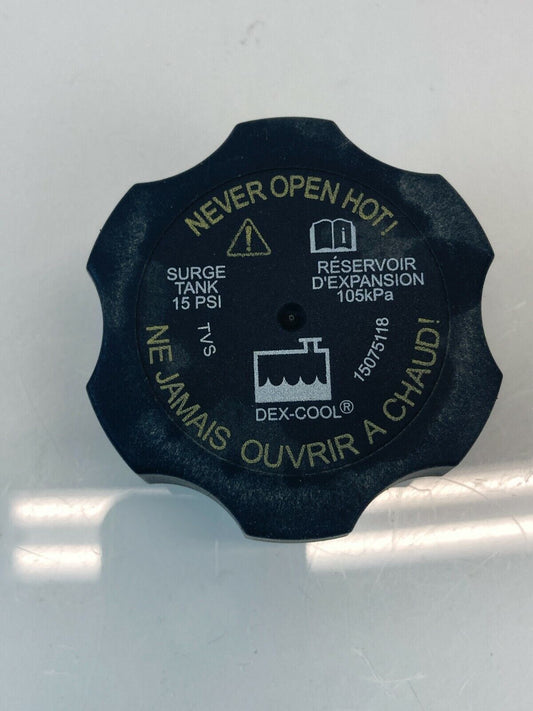 NEVER OPEN HOT!
SURGE
TANK
15 PSI
RÉSERVOIR
D'EXPANSION
105kPa
TVS
15075118
DEX-COOL®
NE JAMAIS OUVRIR A CHAUD!